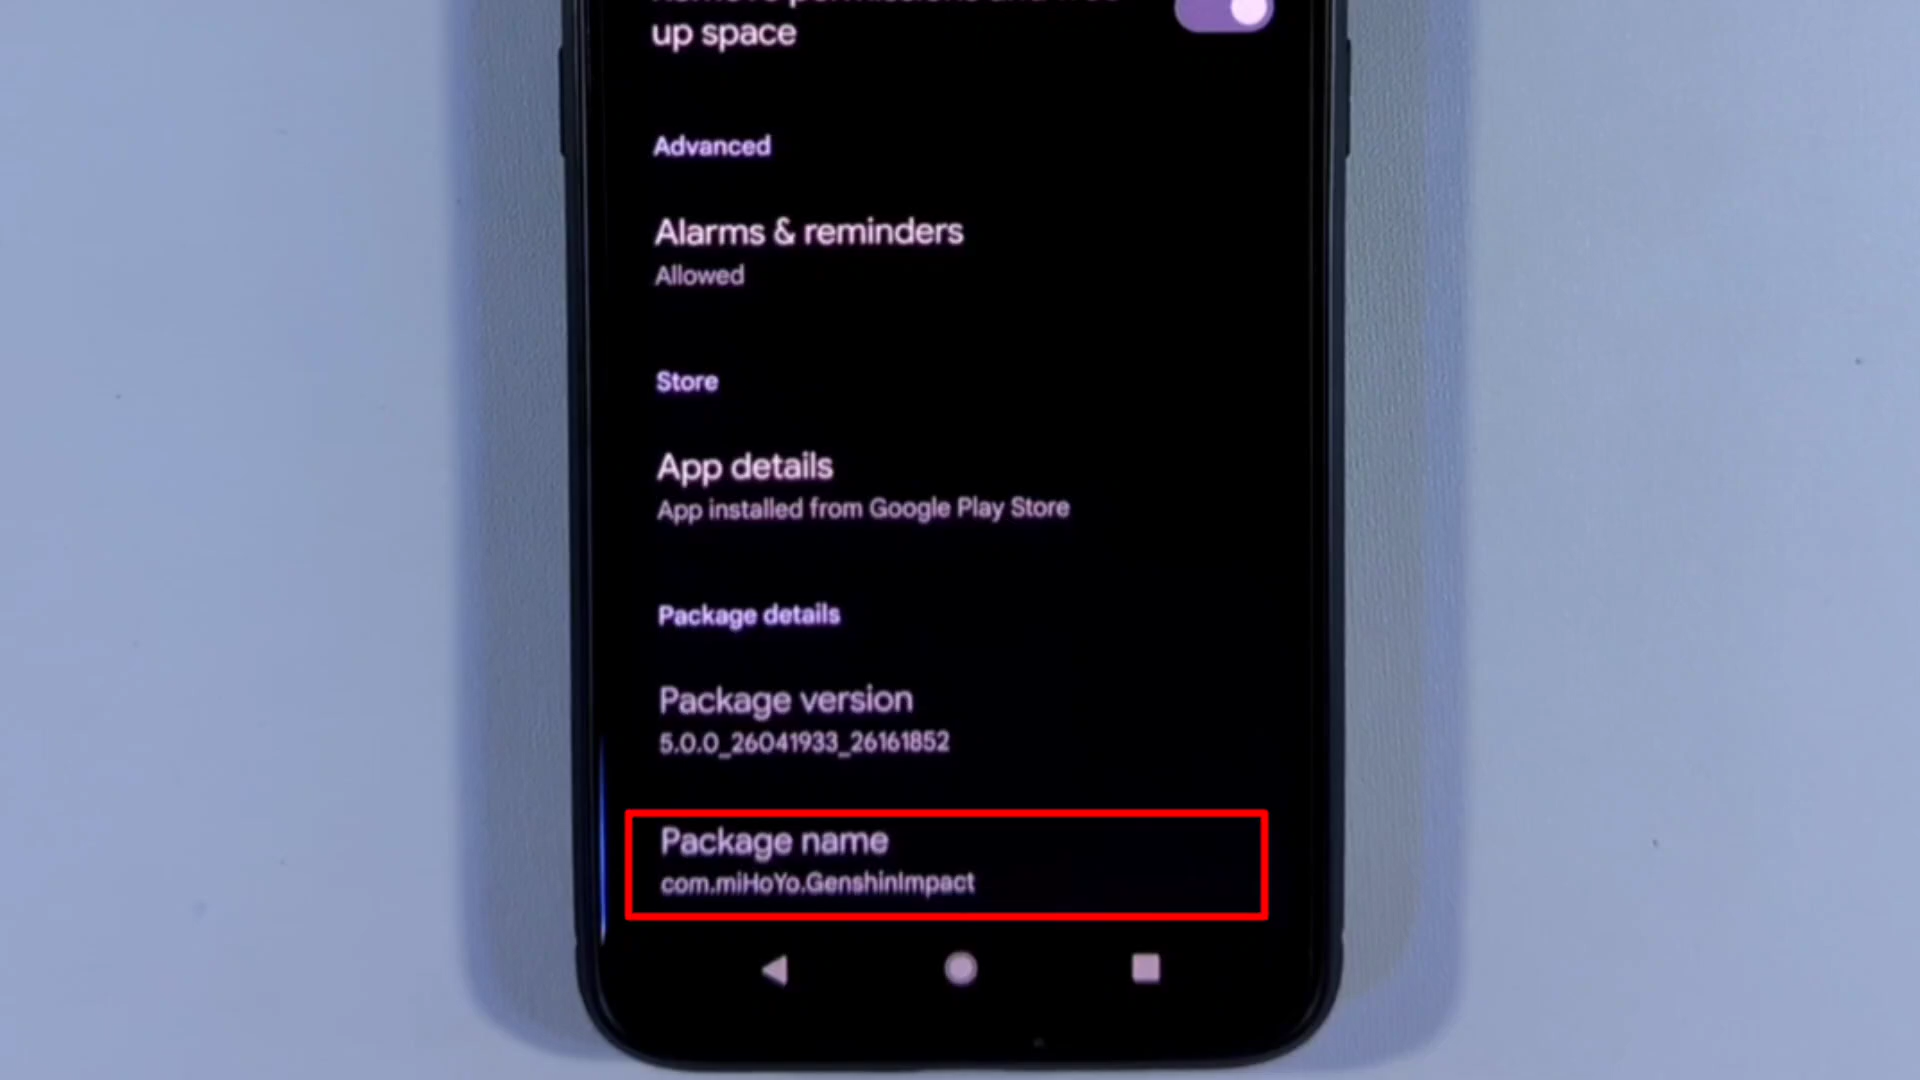 up space
Advanced
Alarms & reminders
Allowed
Store
App details
App installed from Google Play Store
Package details
Package version
5.0.0_26041933_26161852
Package name
com.miHoYo.GenshinImpact